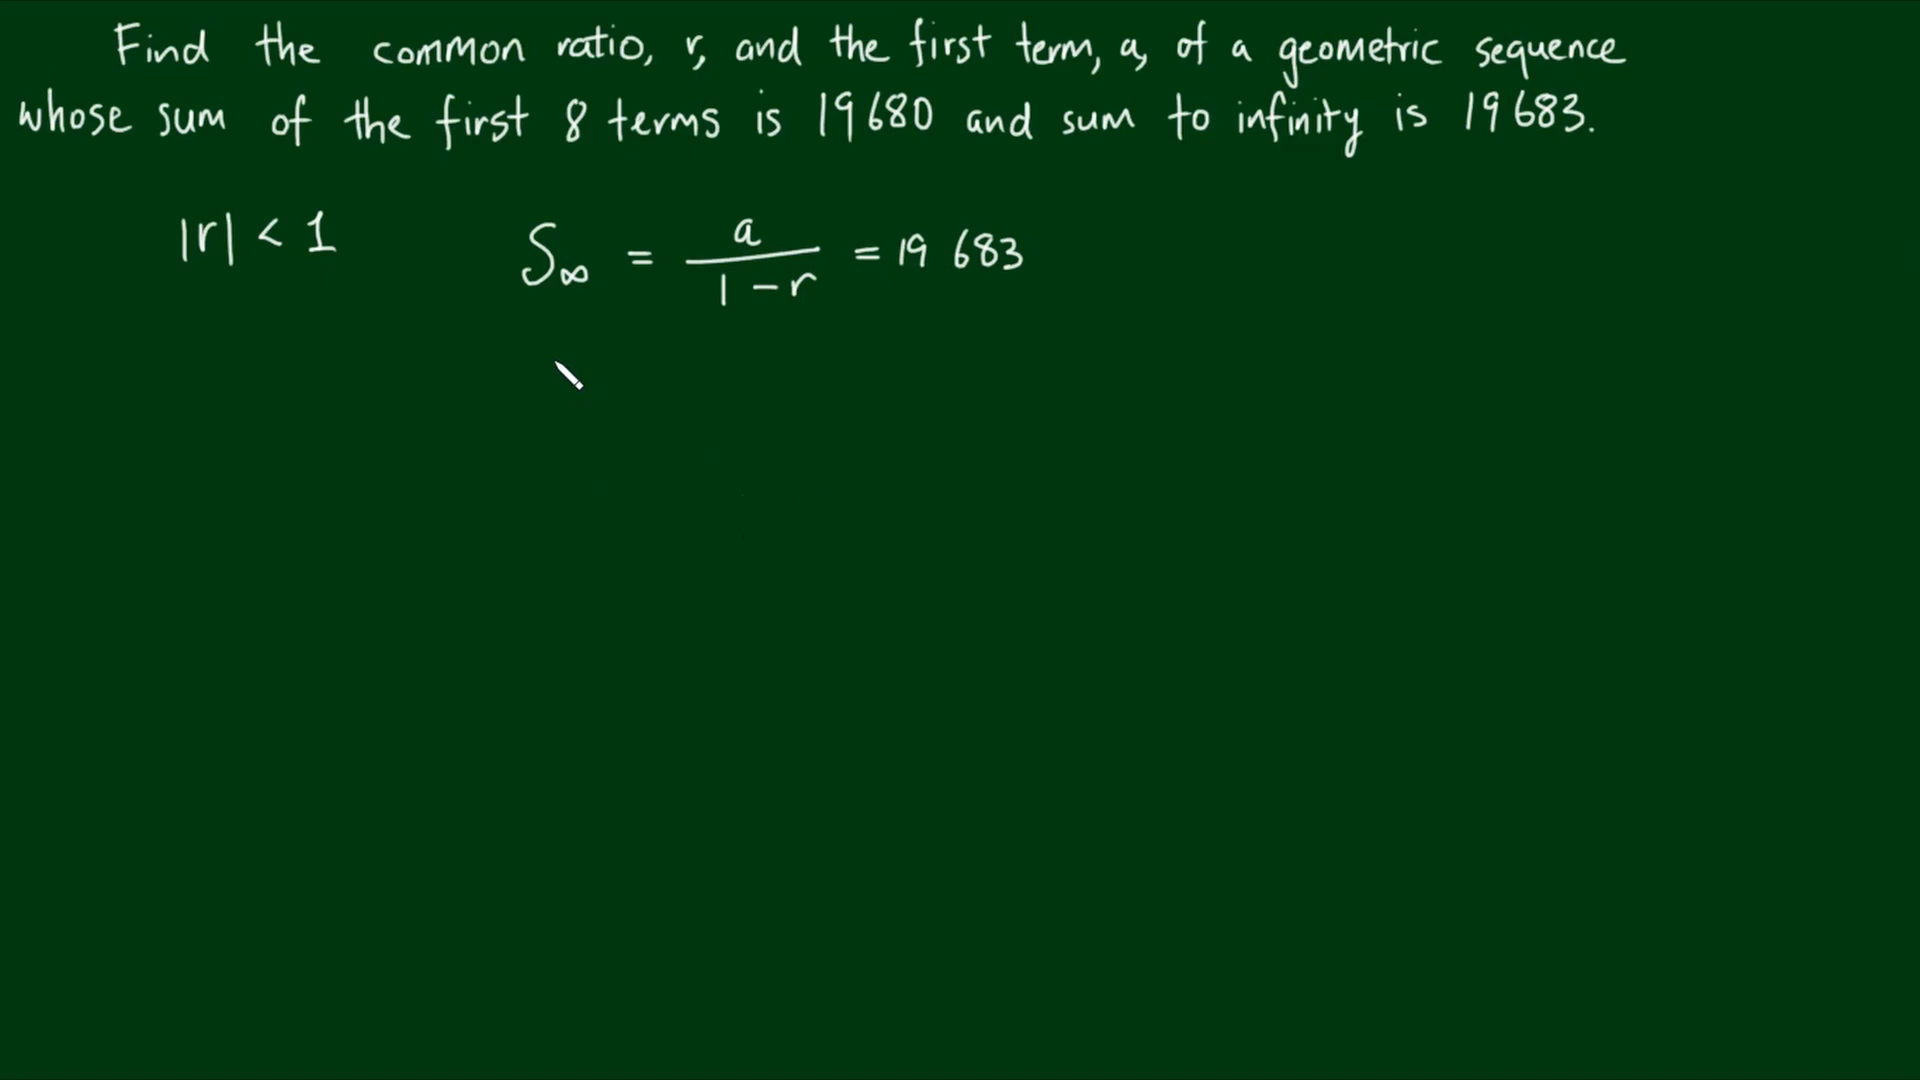 Find the common ratio, r, and the first term, a, of a geometric sequence
whose sum of the first 8 terms is 19680 and sum to infinity is 19683.
|r| < 1 S∞ = a/(1-r) = 19 683